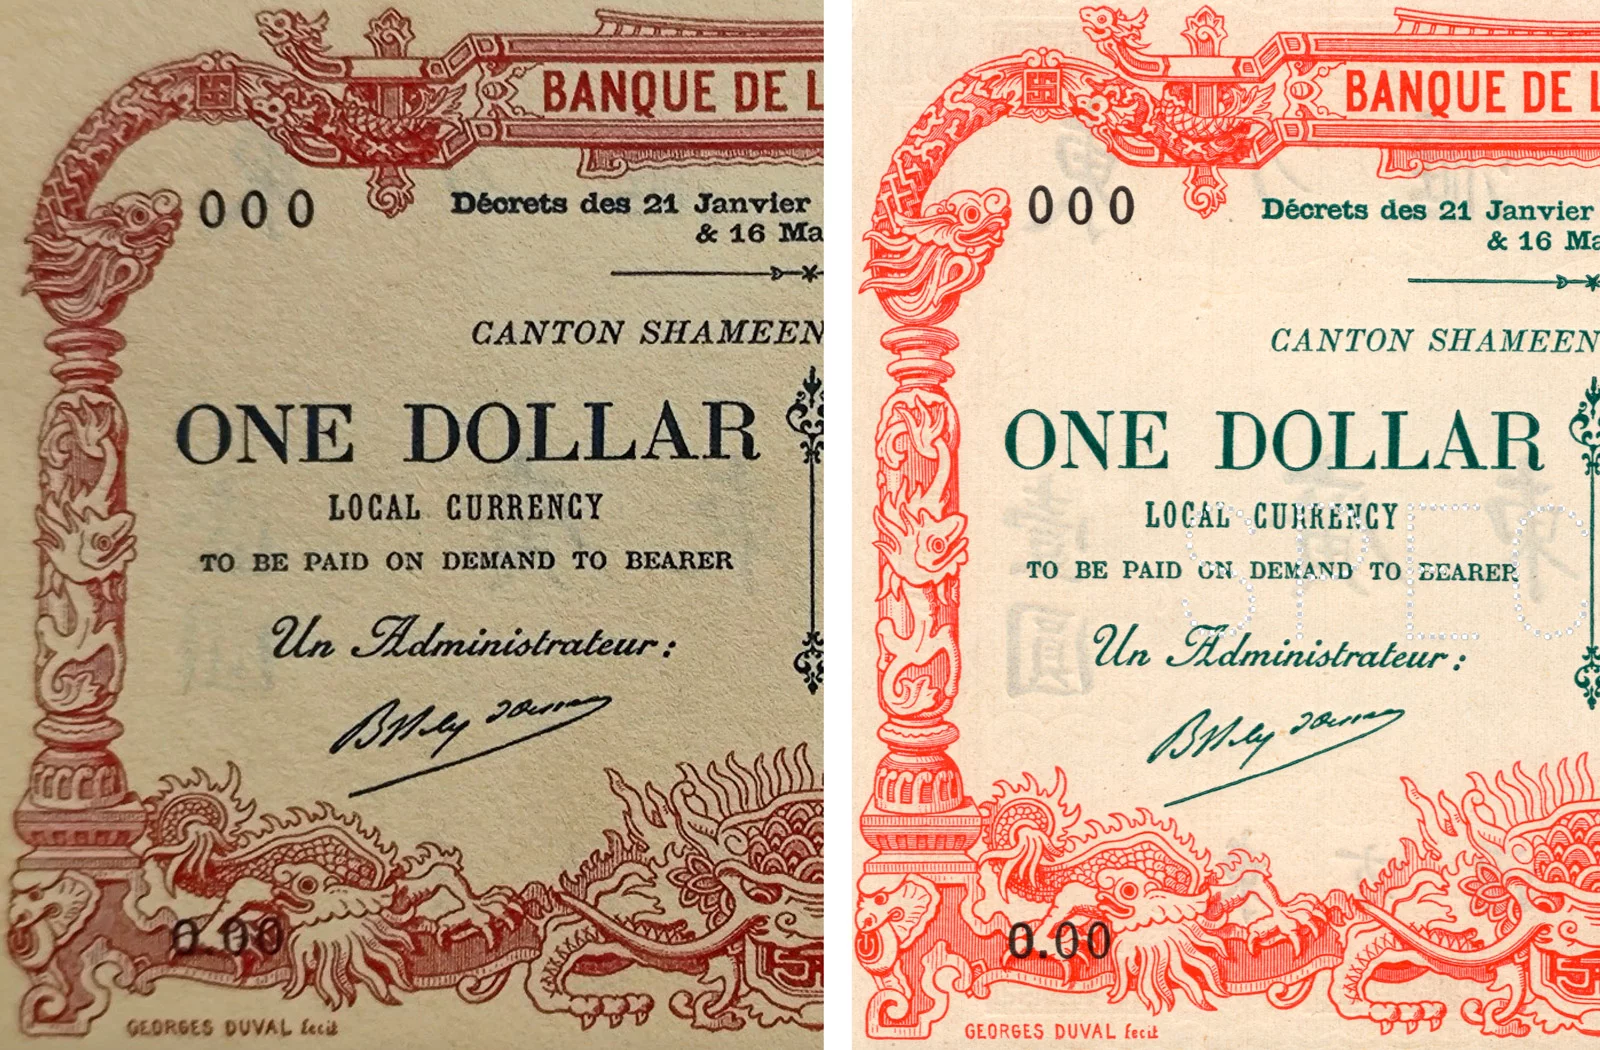 BANQUE DE L
000
Décrets des 21 Janvier
& 16 Ma
CANTON SHAMEEN
ONE DOLLAR
LOCAL CURRENCY
TO BE PAID ON DEMAND TO BEARER
Un Administrateur :
0.00
GEORGES DUVAL fecit
BANQUE DE L
000
Décrets des 21 Janvier
& 16 Ma
CANTON SHAMEEN
ONE DOLLAR
LOCAL CURRENCY
SPEC
TO BE PAID ON DEMAND TO BEARER
Un Administrateur :
圓
0.00
GEORGES DUVAL fecit